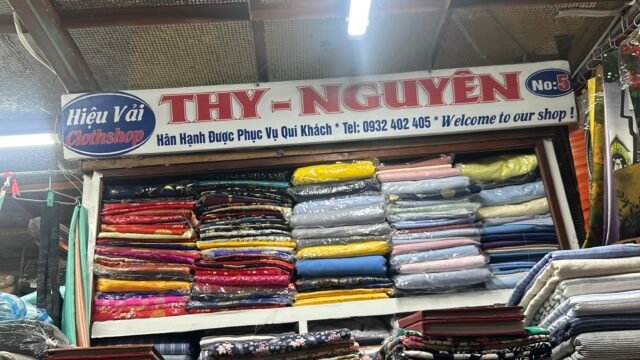 Hiệu Vải
Clothshop
THY - NGUYÊN
No: 5
Hân Hạnh Được Phục Vụ Quí Khách * Tel: 0932 402 405 * Welcome to our shop !